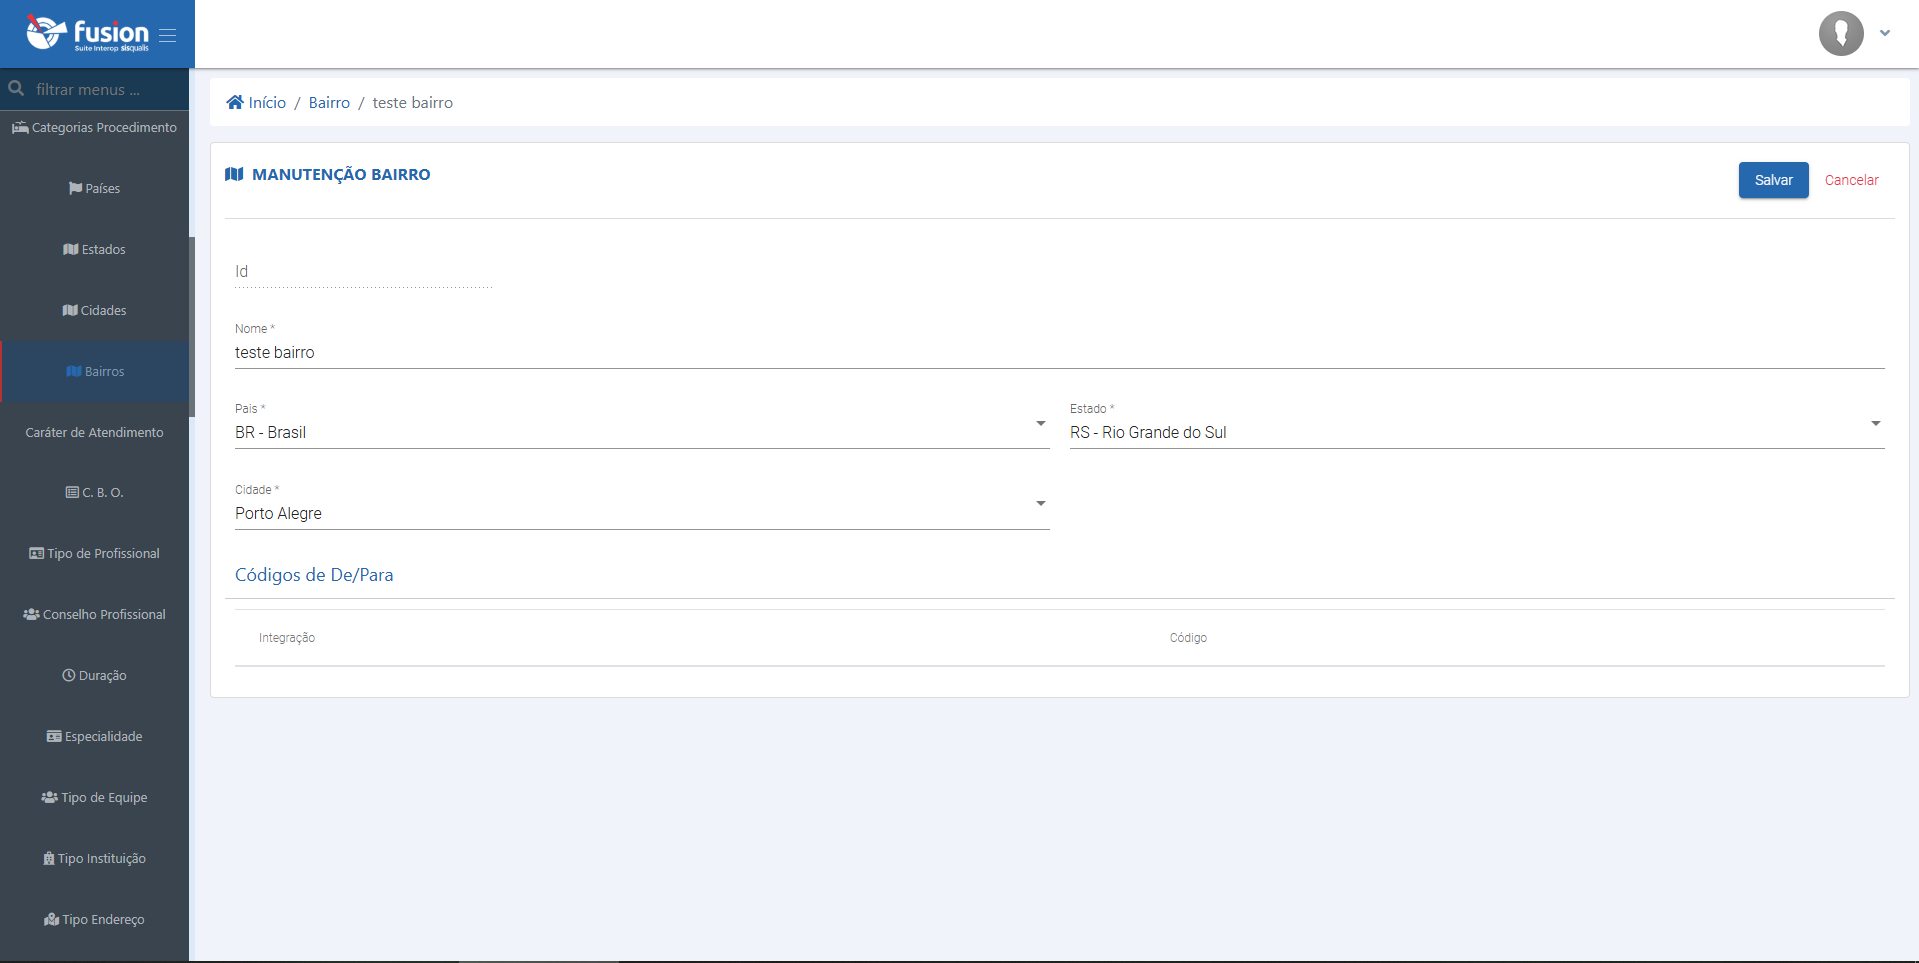 fusion
Suite Interop sisqualis
filtrar menus ...
Categorias Procedimento
Países
Estados
Cidades
Bairros
Caráter de Atendimento
C. B. O.
Tipo de Profissional
Conselho Profissional
Duração
Especialidade
Tipo de Equipe
Tipo Instituição
Tipo Endereço
Início / Bairro / teste bairro
MANUTENÇÃO BAIRRO
Salvar Cancelar
Id
Nome *
teste bairro
Pais * Estado *
BR - Brasil RS - Rio Grande do Sul
Cidade *
Porto Alegre
Códigos de De/Para
Integração Código